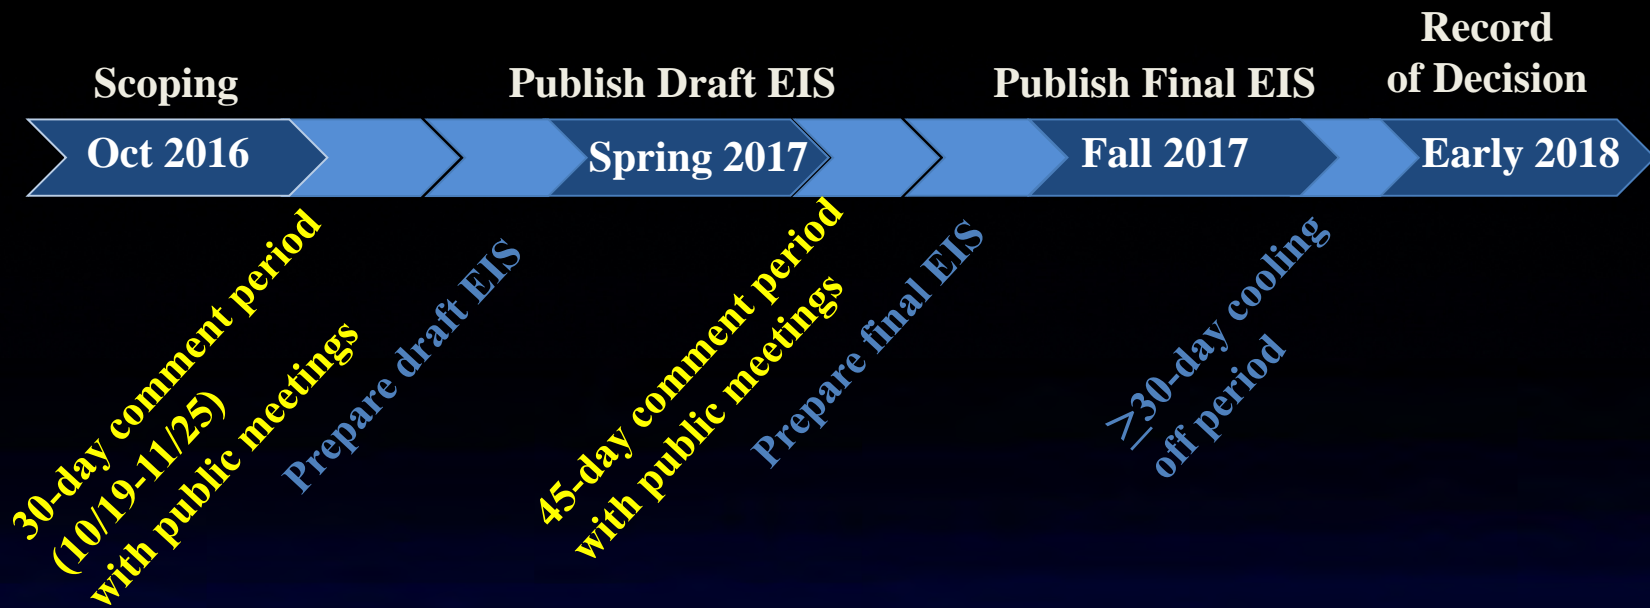 Scoping
Publish Draft EIS
Publish Final EIS
Record
of Decision
Oct 2016
Spring 2017
Fall 2017
Early 2018
30-day comment period
(10/19-11/25)
with public meetings
Prepare draft EIS
45-day comment period
with public meetings
Prepare final EIS
≥30-day cooling
off period